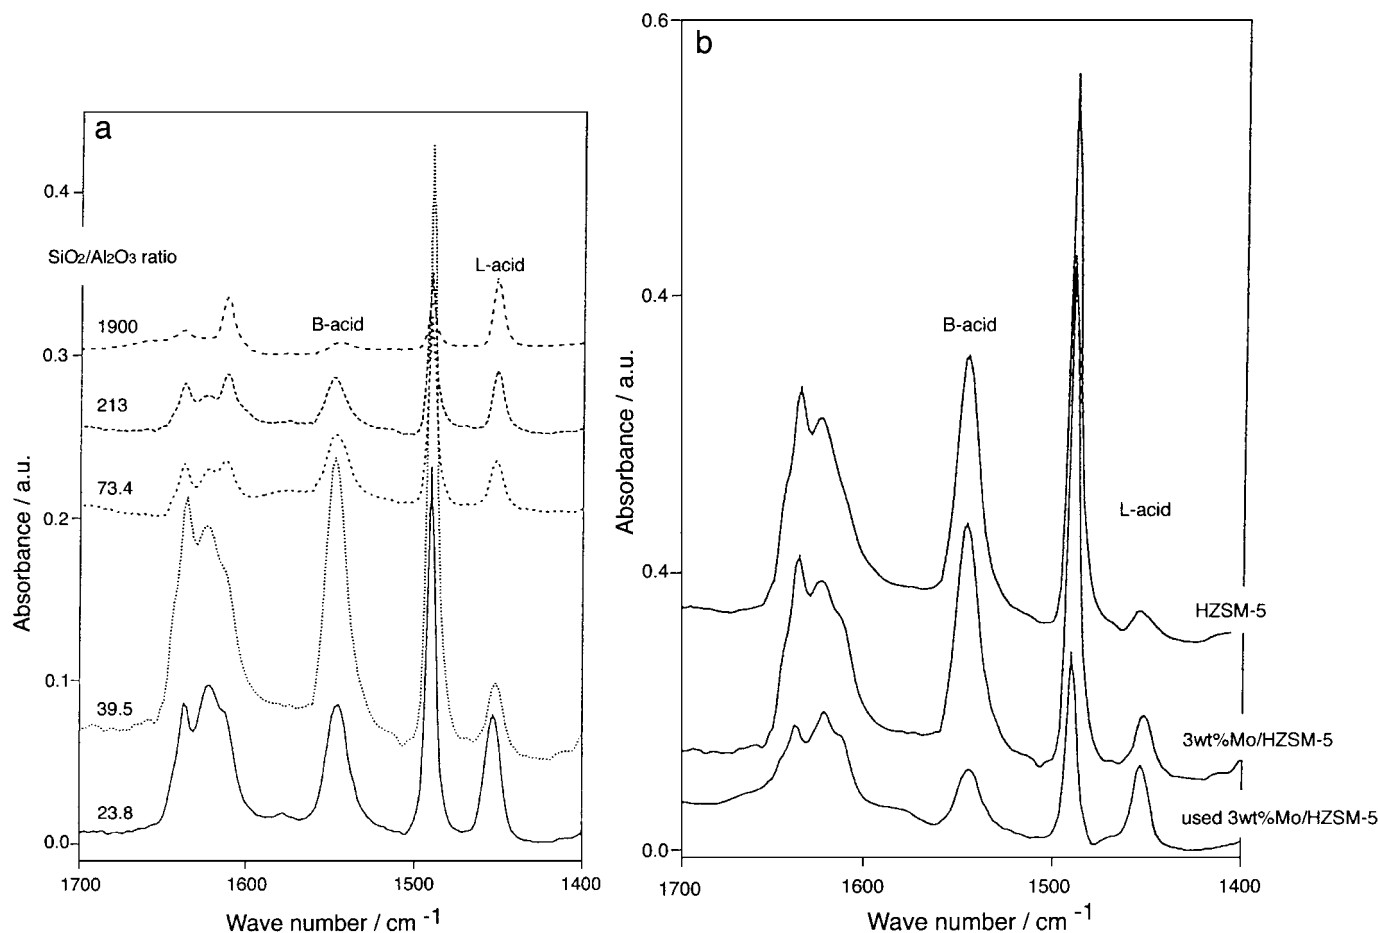 a
0.4
SiO2/Al2O3 ratio
L-acid
1900
B-acid
0.3
213
73.4
0.2
39.5
0.1
23.8
0.0
Absorbance / a.u.
1700 1600 1500 1400
Wave number / cm -1
0.6
b
0.4
B-acid
L-acid
0.4
HZSM-5
3wt%Mo/HZSM-5
used 3wt%Mo/HZSM-5
0.0
Absorbance / a.u.
1700 1600 1500 1400
Wave number / cm -1